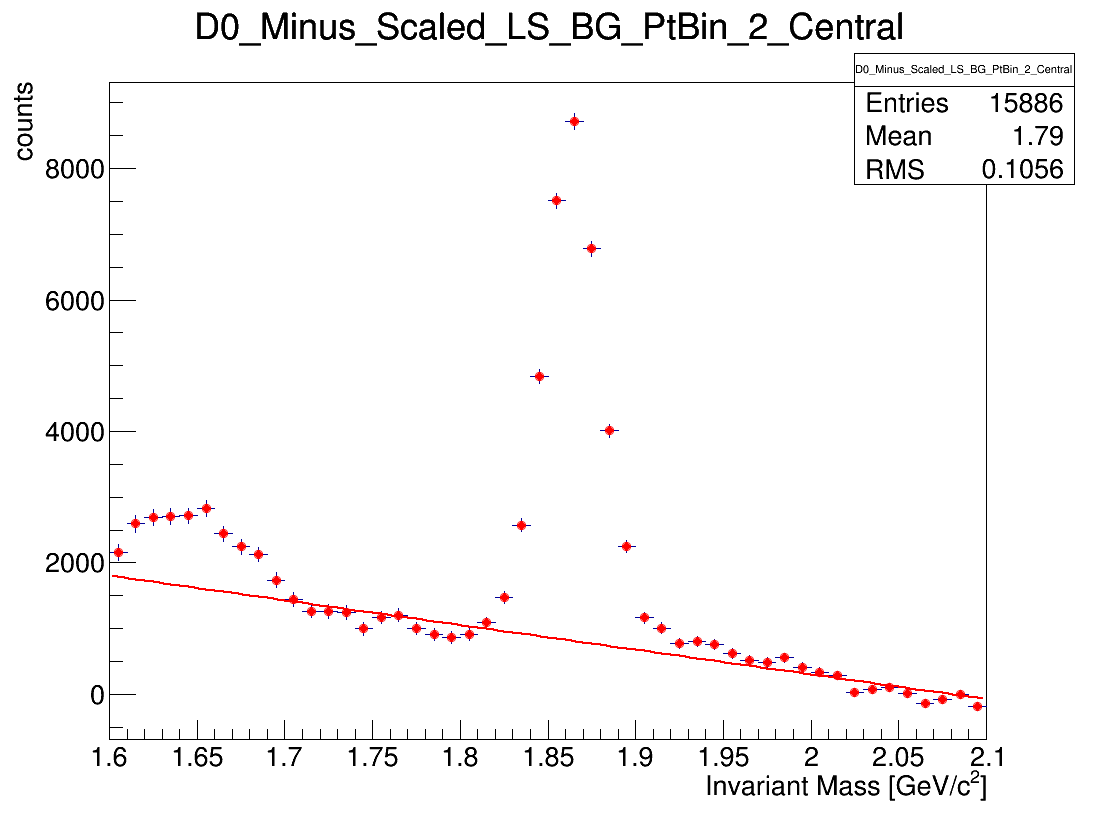 D0_Minus_Scaled_LS_BG_PtBin_2_Central
D0_Minus_Scaled_LS_BG_PtBin_2_Central
Entries 15886
Mean 1.79
RMS 0.1056
counts
8000
6000
4000
2000
0
1.6 1.65 1.7 1.75 1.8 1.85 1.9 1.95 2 2.05 2.1
Invariant Mass [GeV/c²]